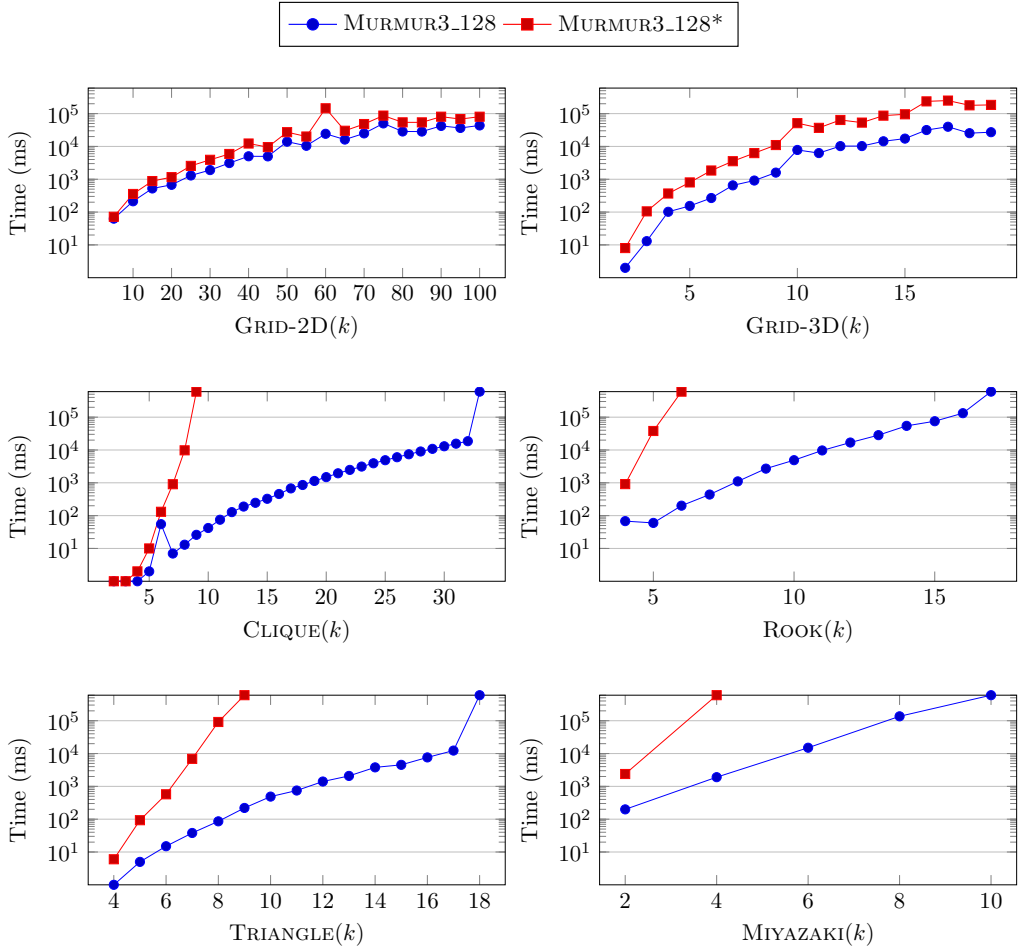 MURMUR3_128 MURMUR3_128*
10^5
10^4
10^3
10^2
10^1
Time (ms)
10 20 30 40 50 60 70 80 90 100
GRID-2D(k)
10^5
10^4
10^3
10^2
10^1
Time (ms)
5 10 15
GRID-3D(k)
10^5
10^4
10^3
10^2
10^1
Time (ms)
5 10 15 20 25 30
CLIQUE(k)
10^5
10^4
10^3
10^2
10^1
Time (ms)
5 10 15
ROOK(k)
10^5
10^4
10^3
10^2
10^1
Time (ms)
4 6 8 10 12 14 16 18
TRIANGLE(k)
10^5
10^4
10^3
10^2
10^1
Time (ms)
2 4 6 8 10
MIYAZAKI(k)